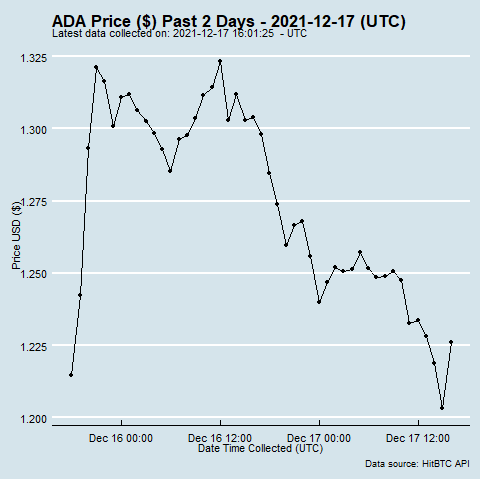 ADA Price ($) Past 2 Days - 2021-12-17 (UTC)
Latest data collected on: 2021-12-17 16:01:25 - UTC
1.325
1.300
1.275
1.250
1.225
1.200
Price USD ($)
Dec 16 00:00 Dec 16 12:00 Dec 17 00:00 Dec 17 12:00
Date Time Collected (UTC)
Data source: HitBTC API